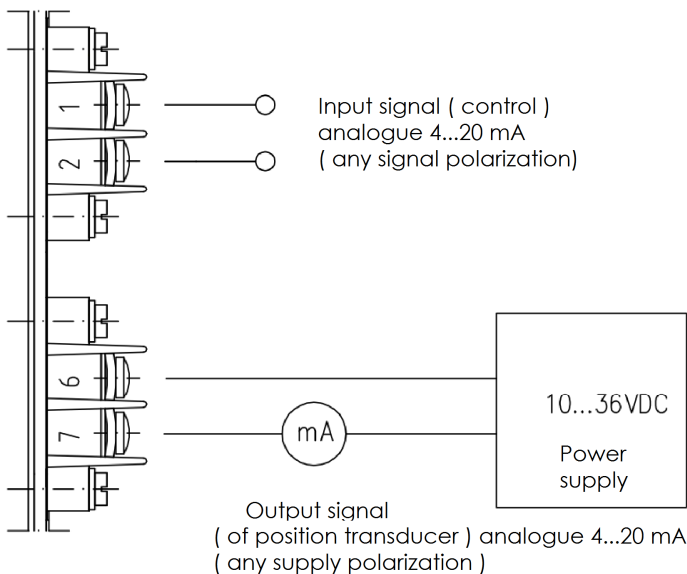 1
Input signal ( control )
analogue 4...20 mA
( any signal polarization)
2
6
10...36VDC
7
mA
Power
supply
Output signal
( of position transducer ) analogue 4...20 mA
( any supply polarization )